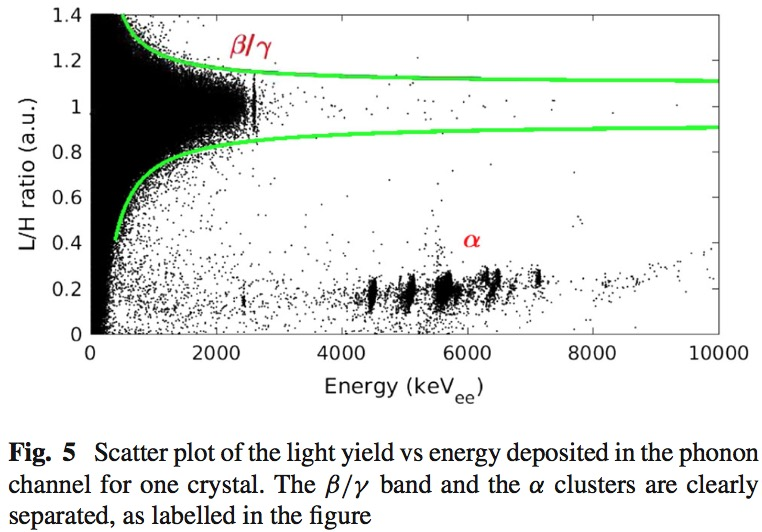 1.4
1.2
1
0.8
0.6
0.4
0.2
0
L/H ratio (a.u.)
β/γ
α
0 2000 4000 6000 8000 10000
Energy (keVee)
Fig. 5 Scatter plot of the light yield vs energy deposited in the phonon
channel for one crystal. The β/γ band and the α clusters are clearly
separated, as labelled in the figure